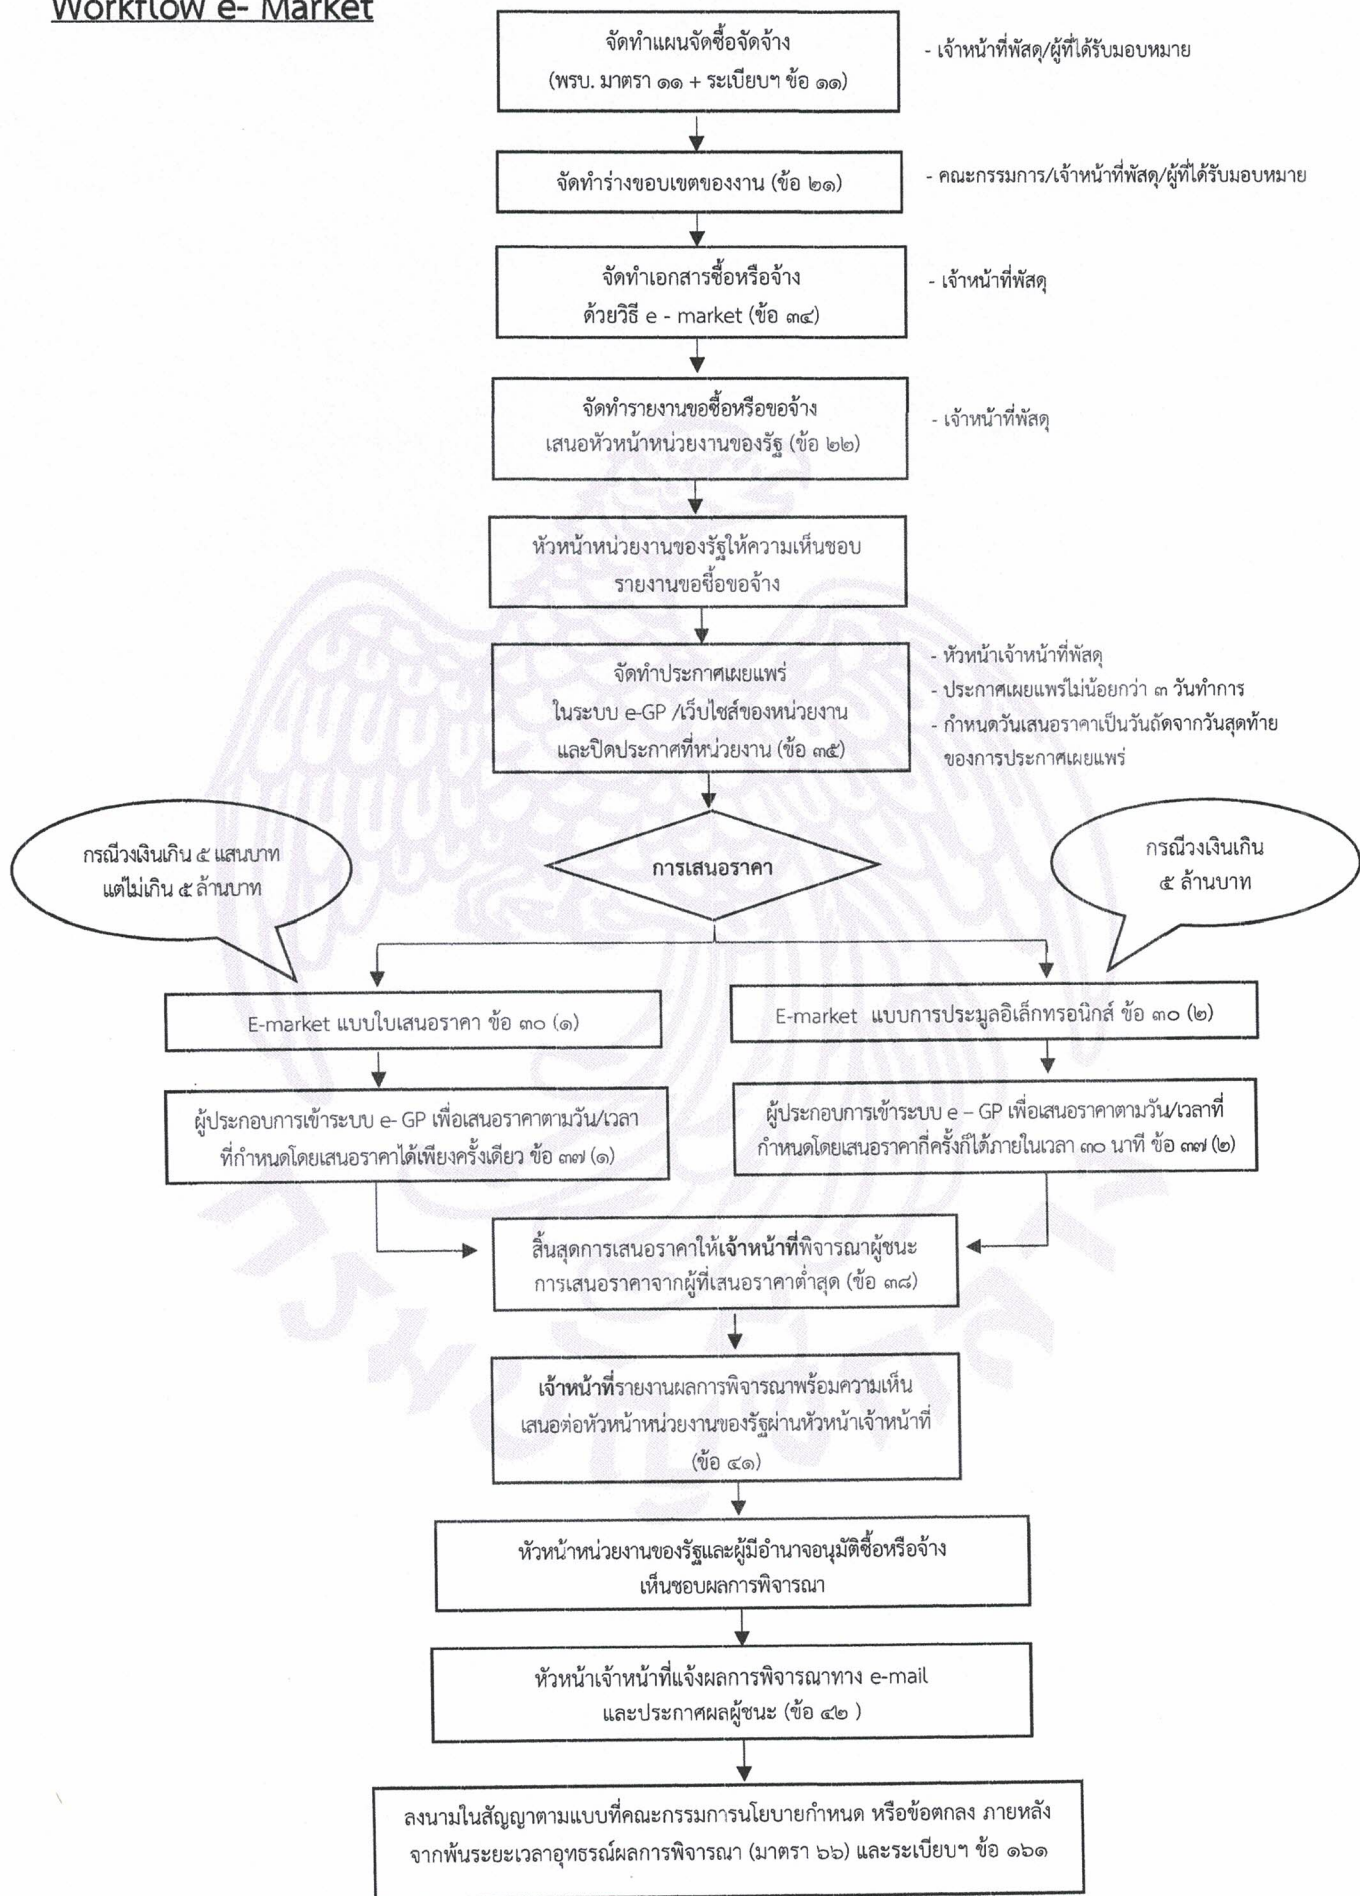 Workflow e- Market
จัดทำแผนจัดซื้อจัดจ้าง
(พรบ. มาตรา ๑๑ + ระเบียบฯ ข้อ ๑๑)
- เจ้าหน้าที่พัสดุ/ผู้ที่ได้รับมอบหมาย
จัดทำร่างขอบเขตของงาน (ข้อ ๒๑)
- คณะกรรมการ/เจ้าหน้าที่พัสดุ/ผู้ที่ได้รับมอบหมาย
จัดทำเอกสารซื้อหรือจ้าง
ด้วยวิธี e - market (ข้อ ๓๔)
- เจ้าหน้าที่พัสดุ
จัดทำรายงานขอซื้อหรือขอจ้าง
เสนอหัวหน้าหน่วยงานของรัฐ (ข้อ ๒๒)
- เจ้าหน้าที่พัสดุ
หัวหน้าหน่วยงานของรัฐให้ความเห็นชอบ
รายงานขอซื้อขอจ้าง
จัดทำประกาศเผยแพร่
ในระบบ e-GP /เว็บไซส์ของหน่วยงาน
และปิดประกาศที่หน่วยงาน (ข้อ ๓๕)
- หัวหน้าเจ้าหน้าที่พัสดุ
- ประกาศเผยแพร่ไม่น้อยกว่า ๓ วันทำการ
- กำหนดวันเสนอราคาเป็นวันถัดจากวันสุดท้าย
ของการประกาศเผยแพร่
กรณีวงเงินเกิน ๕ แสนบาท
แต่ไม่เกิน ๕ ล้านบาท
การเสนอราคา
กรณีวงเงินเกิน
๕ ล้านบาท
E-market แบบใบเสนอราคา ข้อ ๓๐ (๑)
E-market แบบการประมูลอิเล็กทรอนิกส์ ข้อ ๓๐ (๒)
ผู้ประกอบการเข้าระบบ e- GP เพื่อเสนอราคาตามวัน/เวลา
ที่กำหนดโดยเสนอราคาได้เพียงครั้งเดียว ข้อ ๓๗ (๑)
ผู้ประกอบการเข้าระบบ e – GP เพื่อเสนอราคาตามวัน/เวลาที่
กำหนดโดยเสนอราคากี่ครั้งก็ได้ภายในเวลา ๓๐ นาที ข้อ ๓๗ (๒)
สิ้นสุดการเสนอราคาให้เจ้าหน้าที่พิจารณาผู้ชนะ
การเสนอราคาจากผู้ที่เสนอราคาต่ำสุด (ข้อ ๓๘)
เจ้าหน้าที่รายงานผลการพิจารณาพร้อมความเห็น
เสนอต่อหัวหน้าหน่วยงานของรัฐผ่านหัวหน้าเจ้าหน้าที่
(ข้อ ๔๑)
หัวหน้าหน่วยงานของรัฐและผู้มีอำนาจอนุมัติซื้อหรือจ้าง
เห็นชอบผลการพิจารณา
หัวหน้าเจ้าหน้าที่แจ้งผลการพิจารณาทาง e-mail
และประกาศผลผู้ชนะ (ข้อ ๔๒ )
ลงนามในสัญญาตามแบบที่คณะกรรมการนโยบายกำหนด หรือข้อตกลง ภายหลัง
จากพ้นระยะเวลาอุทธรณ์ผลการพิจารณา (มาตรา ๖๖) และระเบียบฯ ข้อ ๑๖๑